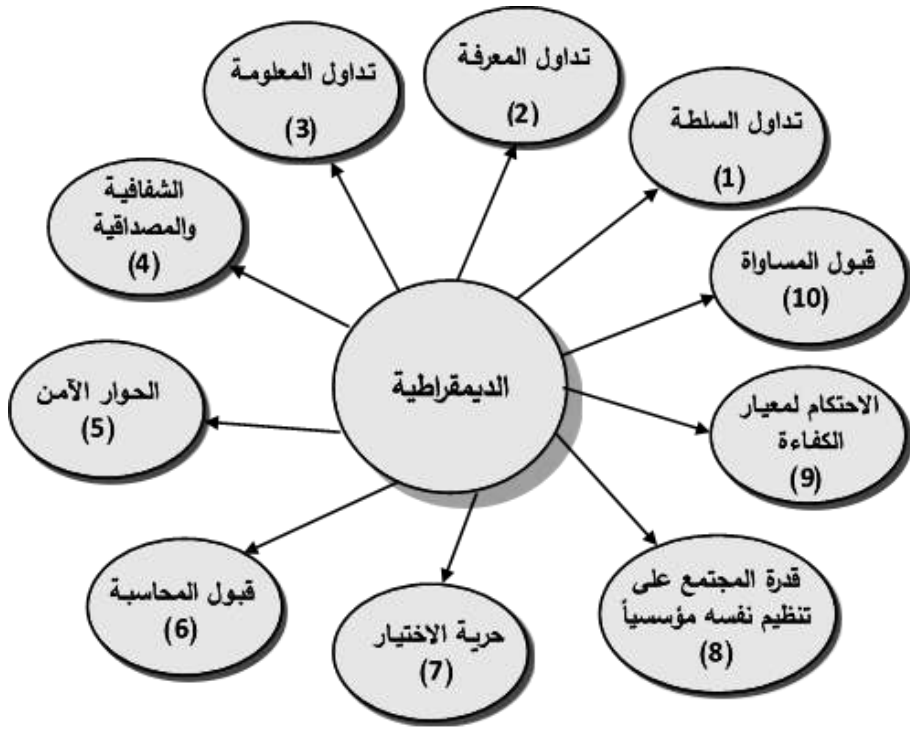 تداول السلطة
(1)
تداول المعرفة
(2)
تداول المعلومة
(3)
الشفافية
والمصداقية
(4)
الحوار الآمن
(5)
قبول المحاسبة
(6)
حرية الاختيار
(7)
قدرة المجتمع على
تنظيم نفسه مؤسسياً
(8)
الاحتكام لمعيار
الكفاءة
(9)
قبول المساواة
(10)
الديمقراطية